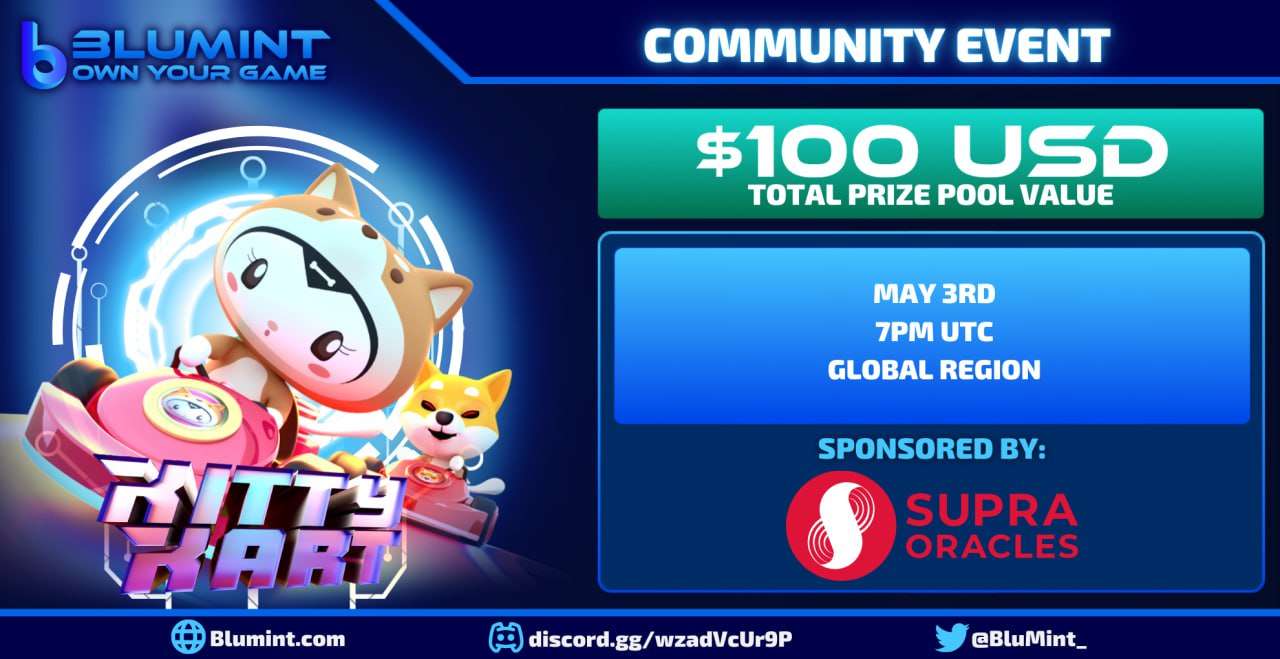 BLUMINT
OWN YOUR GAME
COMMUNITY EVENT
$100 USD
TOTAL PRIZE POOL VALUE
MAY 3RD
7PM UTC
GLOBAL REGION
SPONSORED BY:
SUPRA
ORACLES
KITTY
KART
Blumint.com
discord.gg/wzadVcUr9P
@BluMint_